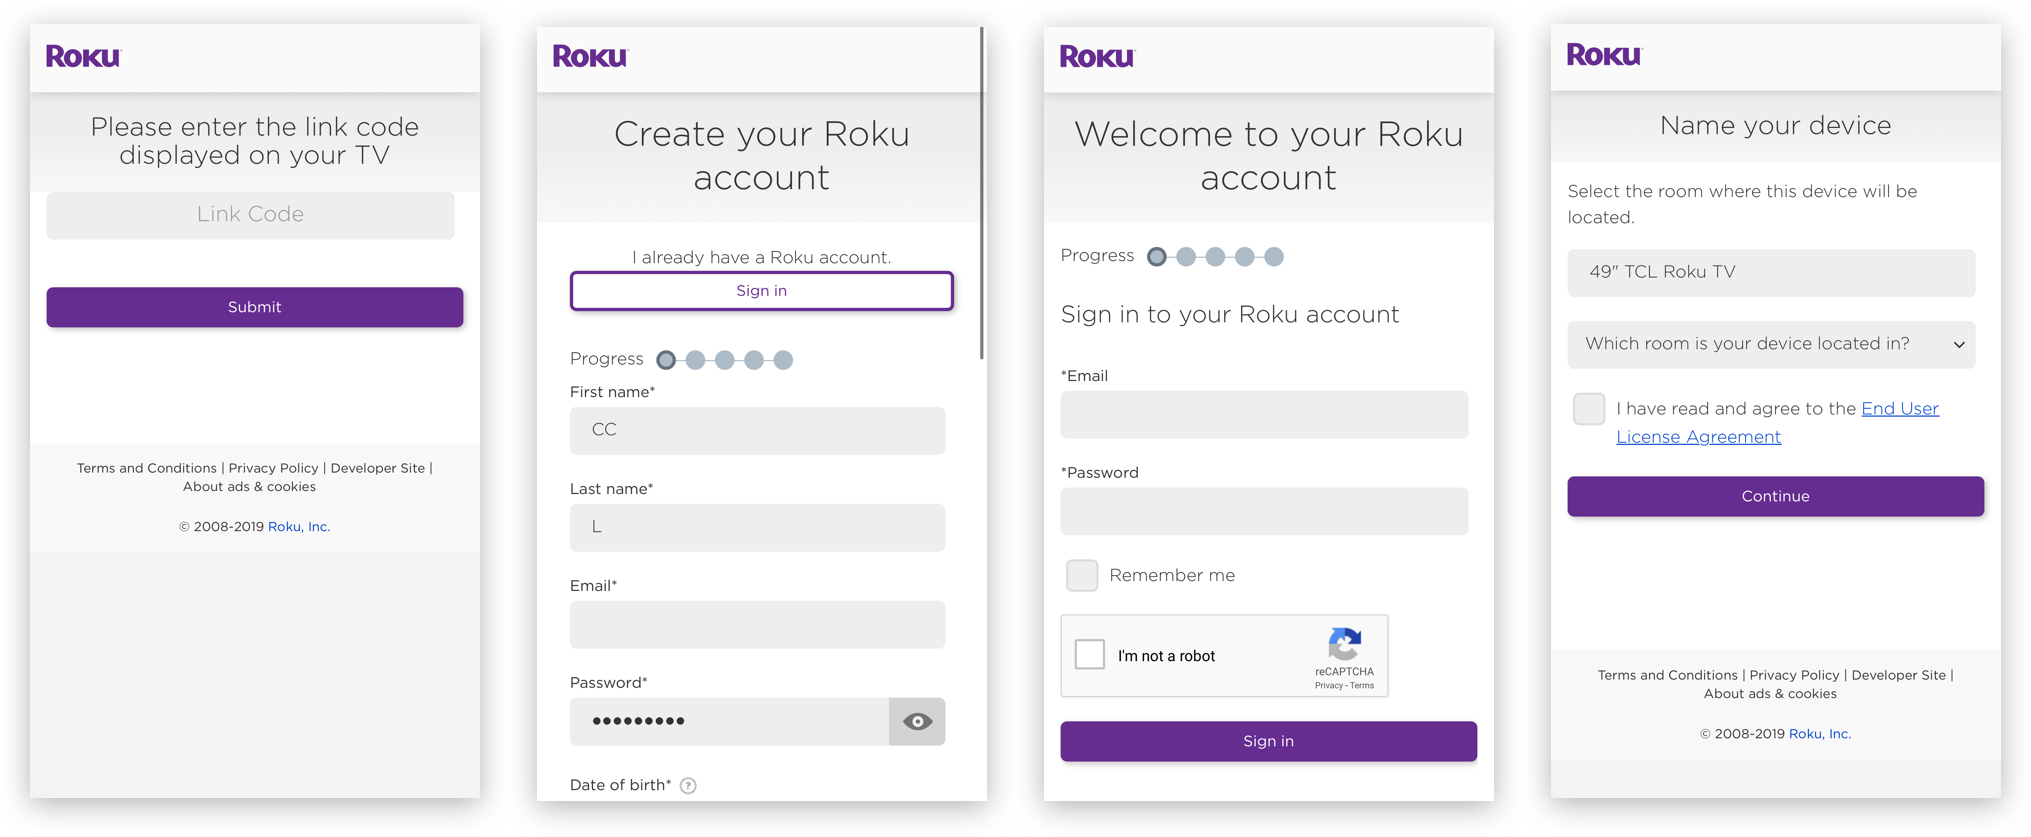 Roku
Please enter the link code
displayed on your TV
Link Code
Submit
Terms and Conditions | Privacy Policy | Developer Site |
About ads & cookies
© 2008-2019 Roku, Inc.
Roku
Create your Roku
account
I already have a Roku account.
Sign in
Progress
First name*
CC
Last name*
L
Email*
Password*
•••••••••
Date of birth* ?
Roku
Welcome to your Roku
account
Progress
Sign in to your Roku account
*Email
*Password
Remember me
I'm not a robot
reCAPTCHA
Privacy - Terms
Sign in
Roku
Name your device
Select the room where this device will be
located.
49" TCL Roku TV
Which room is your device located in?
I have read and agree to the End User
License Agreement
Continue
Terms and Conditions | Privacy Policy | Developer Site |
About ads & cookies
© 2008-2019 Roku, Inc.